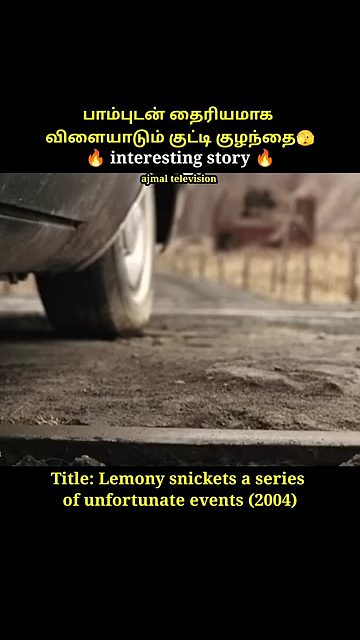 பாம்புடன் தைரியமாக
விளையாடும் குட்டி குழந்தை🫣
🔥 interesting story 🔥
ajmal television
Title: Lemony snickets a series
of unfortunate events (2004)